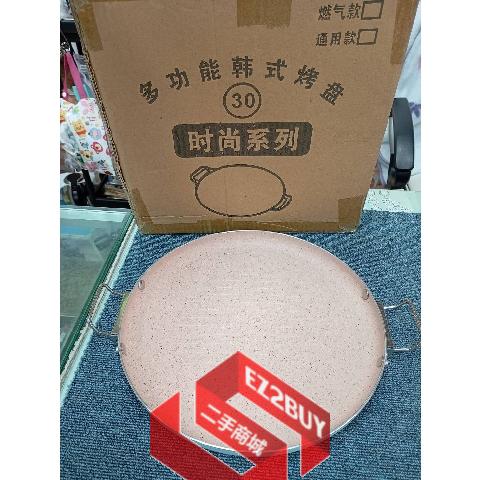 燃气款□
通用款□
多功能韩式烤盘
30
时尚系列
EZ2BUY
二手商城